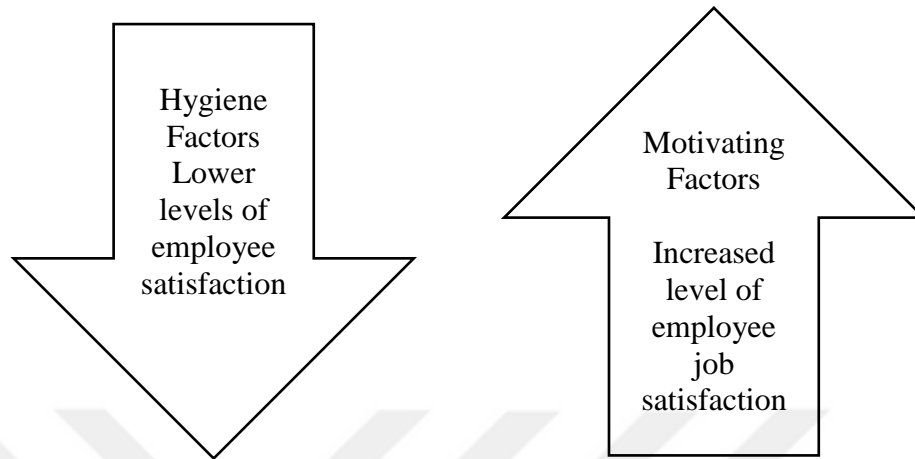 Hygiene
Factors
Lower
levels of
employee
satisfaction
Motivating
Factors
Increased
level of
employee
job
satisfaction